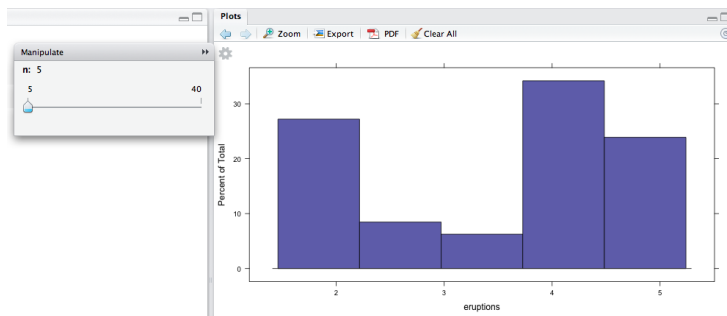 Plots
Zoom Export PDF Clear All
Manipulate
n: 5
5 40
Percent of Total
30
20
10
0
2 3 4 5
eruptions